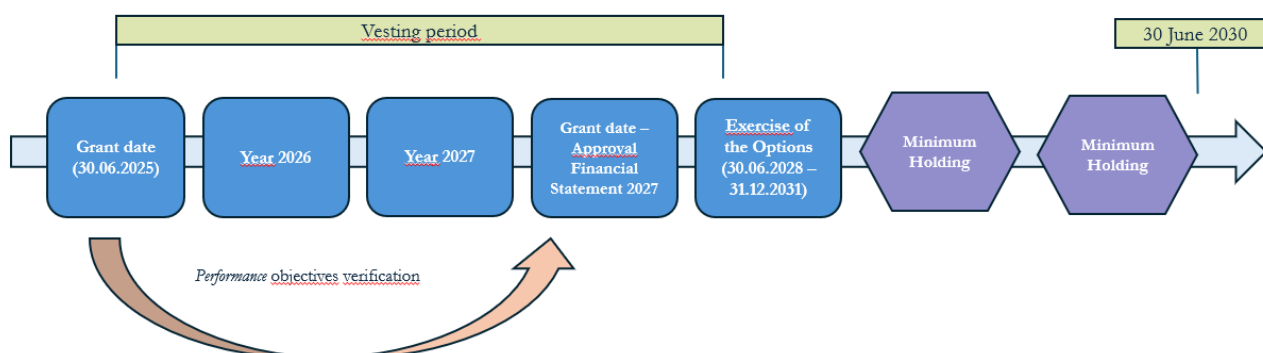 Vesting period
30 June 2030
Grant date
(30.06.2025)
Year 2026
Year 2027
Grant date –
Approval
Financial
Statement 2027
Exercise of
the Options
(30.06.2028 –
31.12.2031)
Minimum
Holding
Minimum
Holding
Performance objectives verification